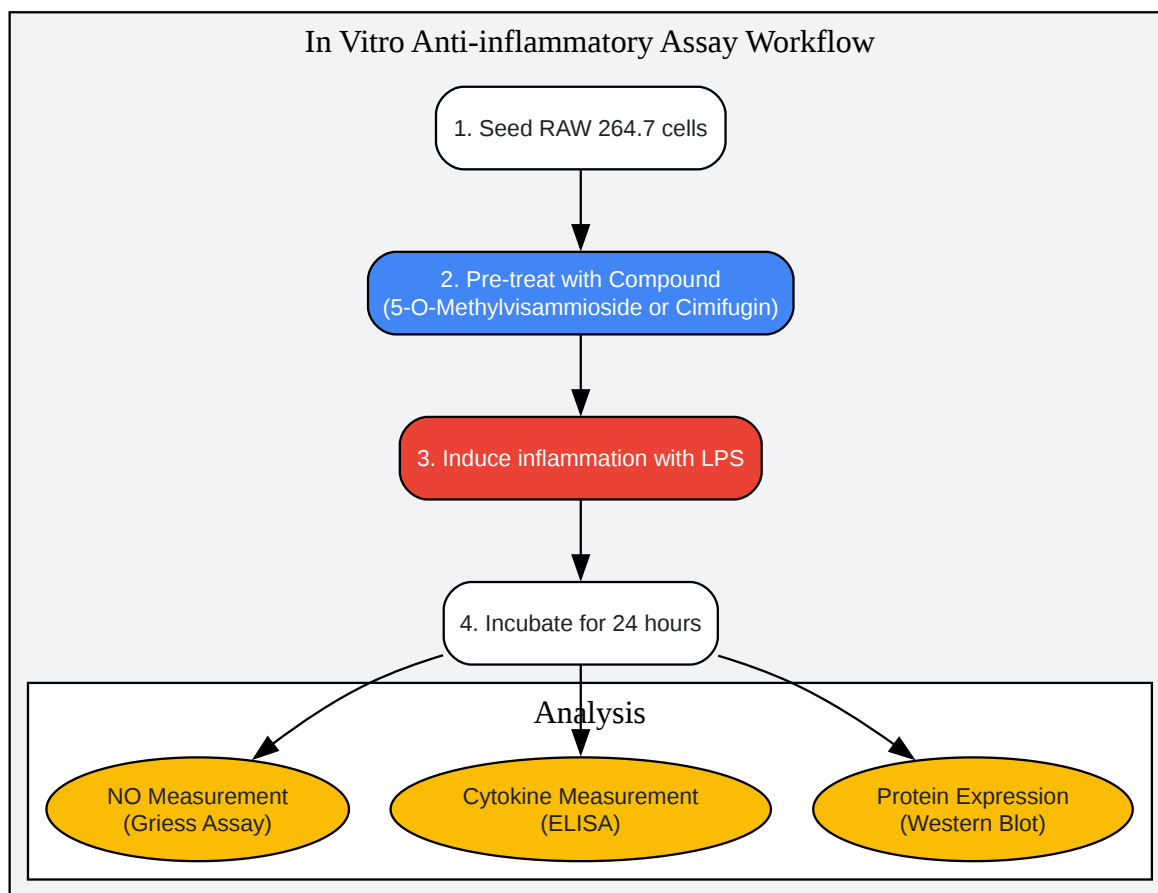 In Vitro Anti-inflammatory Assay Workflow
1. Seed RAW 264.7 cells
2. Pre-treat with Compound
(5-O-Methylvisammioside or Cimifugin)
3. Induce inflammation with LPS
4. Incubate for 24 hours
Analysis
NO Measurement
(Griess Assay)
Cytokine Measurement
(ELISA)
Protein Expression
(Western Blot)